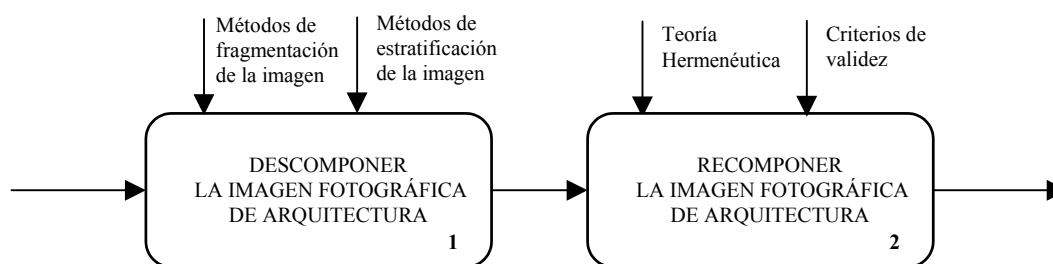 Métodos de
fragmentación
de la imagen
Métodos de
estratificación
de la imagen
Teoría
Hermenéutica
Criterios de
validez
DESCOMPONER
LA IMAGEN FOTOGRÁFICA
DE ARQUITECTURA
1
RECOMPONER
LA IMAGEN FOTOGRÁFICA
DE ARQUITECTURA
2